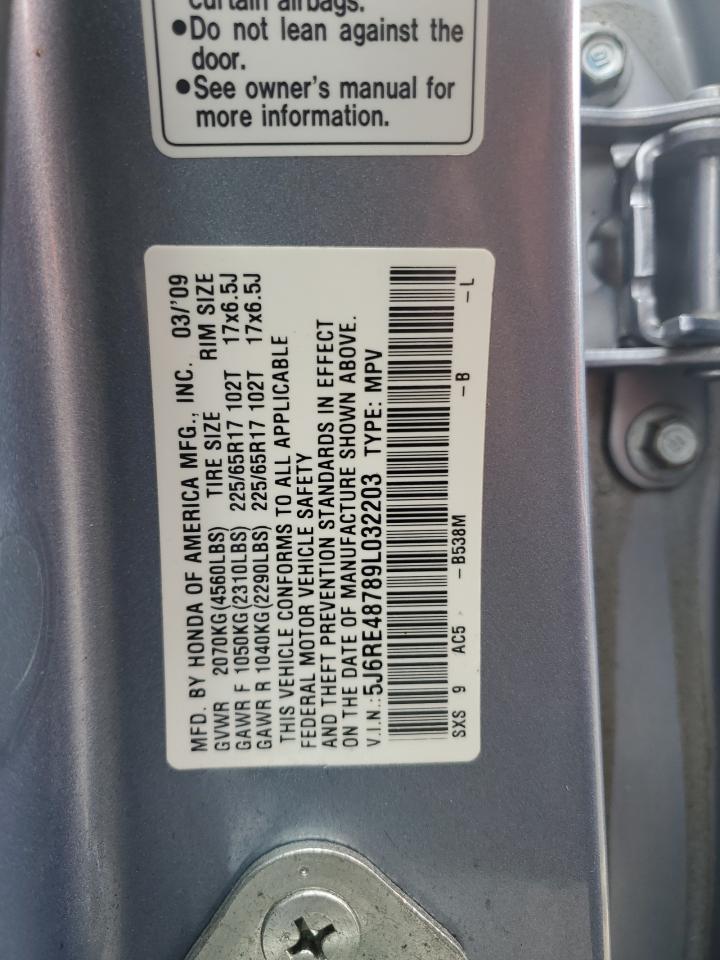 curtain airbags.
●Do not lean against the
door.
●See owner's manual for
more information.
MFD. BY HONDA OF AMERICA MFG., INC. 03/'09
GVWR 2070KG(4560LBS) TIRE SIZE RIM SIZE
GAWR F 1050KG(2310LBS) 225/65R17 102T 17x6.5J
GAWR R 1040KG(2290LBS) 225/65R17 102T 17x6.5J
THIS VEHICLE CONFORMS TO ALL APPLICABLE
FEDERAL MOTOR VEHICLE SAFETY
AND THEFT PREVENTION STANDARDS IN EFFECT
ON THE DATE OF MANUFACTURE SHOWN ABOVE.
V.I.N.:5J6RE48789L032203 TYPE: MPV
SXS 9 AC5 -B538M -B -L